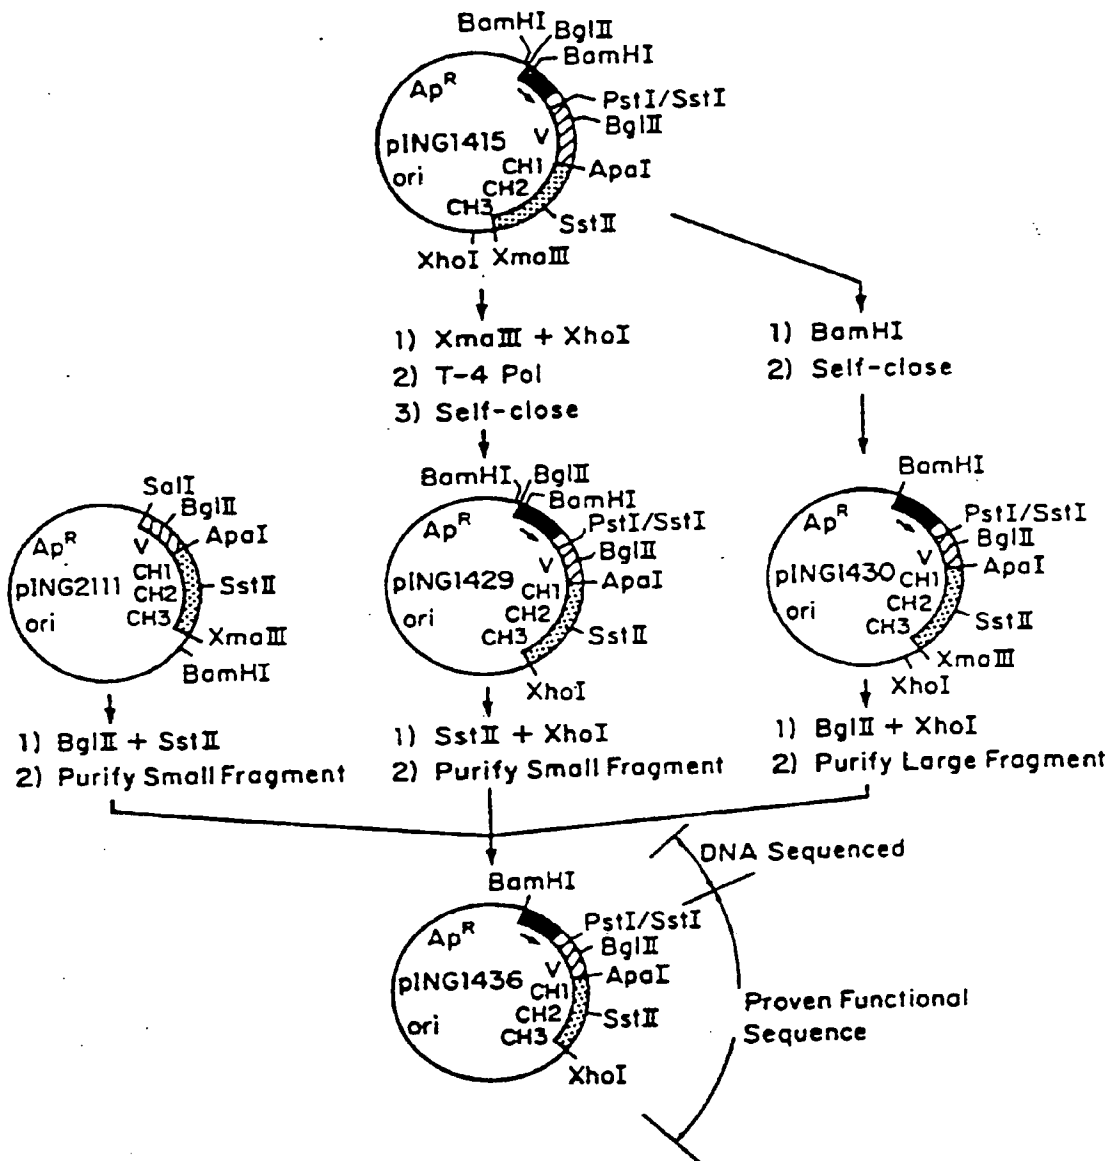 BamHI
BglII
BamHI
Ap^R
PstI/SstI
BglII
pING1415
V
ori
CH1
ApaI
CH2
CH3
SstII
XhoI XmaIII
1) XmaIII + XhoI
2) T-4 Pol
3) Self-close
1) BamHI
2) Self-close
SalI
BglII
ApaI
Ap^R
V
pING2111
CH1
CH2
SstII
ori
CH3
XmaIII
BamHI
1) BglII + SstII
2) Purify Small Fragment
BamHI
BglII
BamHI
Ap^R
PstI/SstI
V
BglII
pING1429
CH1
ApaI
ori
CH2
CH3
SstII
XhoI
1) SstII + XhoI
2) Purify Small Fragment
BamHI
Ap^R
PstI/SstI
V
BglII
pING1430
CH1
ApaI
ori
CH2
CH3
SstII
XmaIII
XhoI
1) BglII + XhoI
2) Purify Large Fragment
DNA Sequenced
BamHI
Ap^R
PstI/SstI
BglII
V
ApaI
pING1436
CH1
ori
CH2
SstII
CH3
XhoI
Proven Functional
Sequence